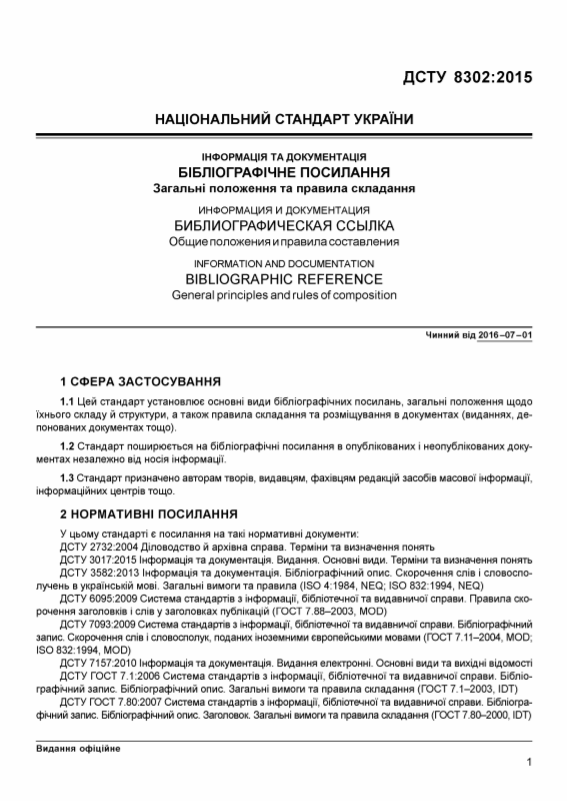 ДСТУ 8302:2015
НАЦІОНАЛЬНИЙ СТАНДАРТ УКРАЇНИ
ІНФОРМАЦІЯ ТА ДОКУМЕНТАЦІЯ
БІБЛІОГРАФІЧНЕ ПОСИЛАННЯ
Загальні положення та правила складання
ИНФОРМАЦИЯ И ДОКУМЕНТАЦИЯ
БИБЛИОГРАФИЧЕСКАЯ ССЫЛКА
Общие положения и правила составления
INFORMATION AND DOCUMENTATION
BIBLIOGRAPHIC REFERENCE
General principles and rules of composition
Чинний від 2016–07–01
1 СФЕРА ЗАСТОСУВАННЯ
1.1 Цей стандарт установлює основні види бібліографічних посилань, загальні положення щодо
їхнього складу й структури, а також правила складання та розміщування в документах (виданнях, де-
понованих документах тощо).
1.2 Стандарт поширюється на бібліографічні посилання в опублікованих і неопублікованих доку-
ментах незалежно від носія інформації.
1.3 Стандарт призначено авторам творів, видавцям, фахівцям редакцій засобів масової інформації,
інформаційних центрів тощо.
2 НОРМАТИВНІ ПОСИЛАННЯ
У цьому стандарті є посилання на такі нормативні документи:
ДСТУ 2732:2004 Діловодство й архівна справа. Терміни та визначення понять
ДСТУ 3017:2015 Інформація та документація. Видання. Основні види. Терміни та визначення понять
ДСТУ 3582:2013 Інформація та документація. Бібліографічний опис. Скорочення слів і словоспо-
лучень в українській мові. Загальні вимоги та правила (ISO 4:1984, NEQ; ISO 832:1994, NEQ)
ДСТУ 6095:2009 Система стандартів з інформації, бібліотечної та видавничої справи. Правила ско-
рочення заголовків і слів у заголовках публікацій (ГОСТ 7.88–2003, MOD)
ДСТУ 7093:2009 Система стандартів з інформації, бібліотечної та видавничої справи. Бібліографічний
запис. Скорочення слів і словосполук, поданих іноземними європейськими мовами (ГОСТ 7.11–2004, MOD;
ISO 832:1994, MOD)
ДСТУ 7157:2010 Інформація та документація. Видання електронні. Основні види та вихідні відомості
ДСТУ ГОСТ 7.1:2006 Система стандартів з інформації, бібліотечної та видавничої справи. Бібліо-
графічний запис. Бібліографічний опис. Загальні вимоги та правила складання (ГОСТ 7.1–2003, IDT)
ДСТУ ГОСТ 7.80:2007 Система стандартів з інформації, бібліотечної та видавничої справи. Бібліогра-
фічний запис. Бібліографічний опис. Заголовок. Загальні вимоги та правила складання (ГОСТ 7.80–2000, IDT)
Видання офіційне
1